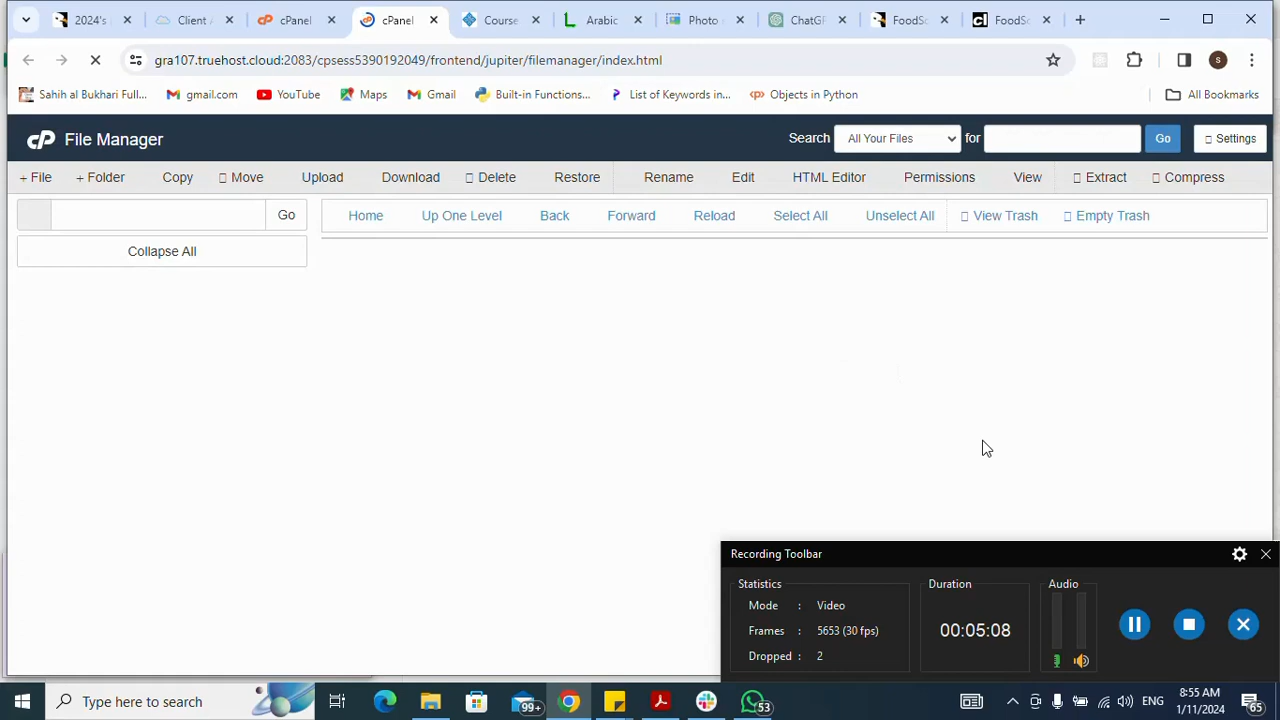 2024's
Client A
cPanel
cPanel
Course
Arabic
Photo
ChatGP
FoodSc
FoodSc
gra107.truehost.cloud:2083/cpsess5390192049/frontend/jupiter/filemanager/index.html
Sahih al Bukhari Full...
gmail.com
YouTube
Maps
Gmail
Built-in Functions...
List of Keywords in...
Objects in Python
All Bookmarks
cP File Manager
Search All Your Files for Go Settings
+ File + Folder Copy Move Upload Download Delete Restore Rename Edit HTML Editor Permissions View Extract Compress
Go Home Up One Level Back Forward Reload Select All Unselect All View Trash Empty Trash
Collapse All
Recording Toolbar
Statistics Duration Audio
Mode : Video
Frames : 5653 (30 fps)
Dropped : 2
00:05:08
Type here to search
99+
53
ENG
8:55 AM
1/11/2024
65